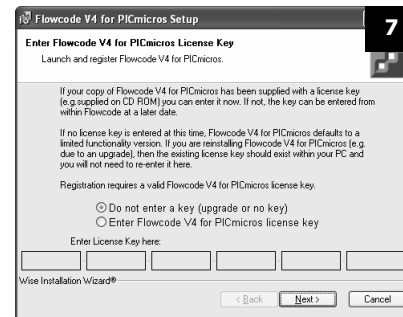 Flowcode V4 for PICmicros Setup
7
Enter Flowcode V4 for PICmicros License Key
Launch and register Flowcode V4 for PICmicros.
If your copy of Flowcode V4 for PICmicros has been supplied with a license key
(e.g.supplied on CD ROM) you can enter it now. If not, the key can be entered from
within Flowcode at a later date.
If no license key is entered at this time, Flowcode V4 for PICmicros defaults to a
limited functionality version. If you are reinstalling Flowcode V4 for PICmicros (e.g.
due to an upgrade), then the existing license key should exist within your PC and
you will not need to re-enter it here.
Registration requires a valid Flowcode V4 for PICmicros license key.
Do not enter a key (upgrade or no key)
Enter Flowcode V4 for PICmicros license key
Enter License Key here:
Wise Installation Wizard®
< Back
Next >
Cancel